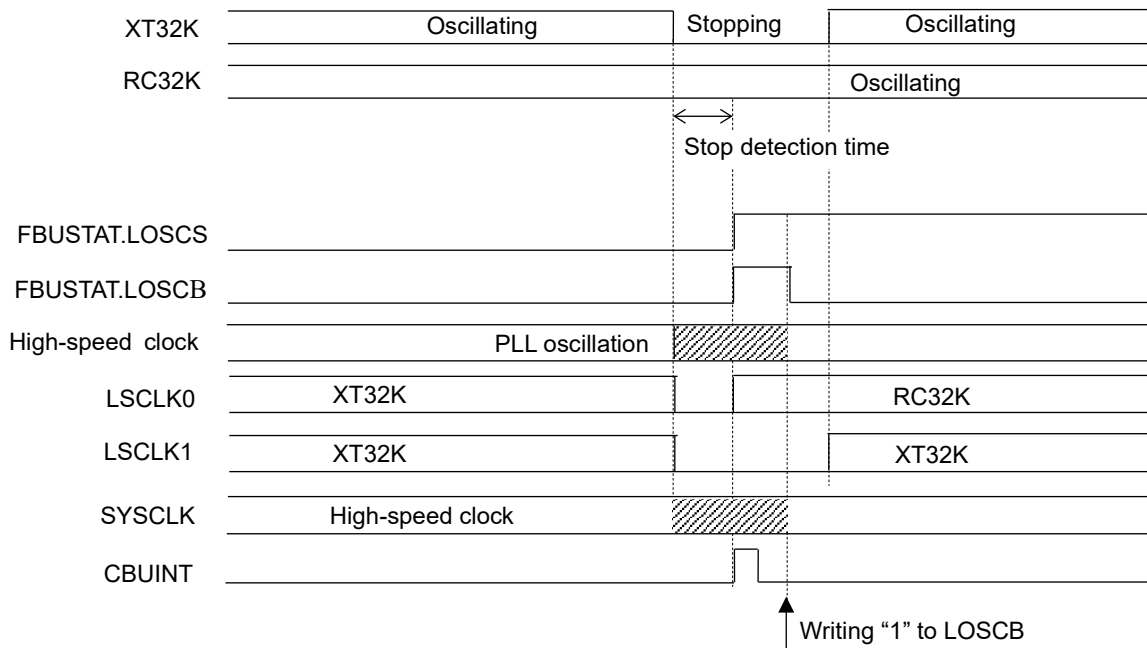 XT32K Oscillating Stopping Oscillating
RC32K Oscillating
Stop detection time
FBUSTAT.LOSCS
FBUSTAT.LOSCB
High-speed clock PLL oscillation
LSCLK0 XT32K RC32K
LSCLK1 XT32K XT32K
SYSCLK High-speed clock
CBUINT
Writing “1” to LOSCB